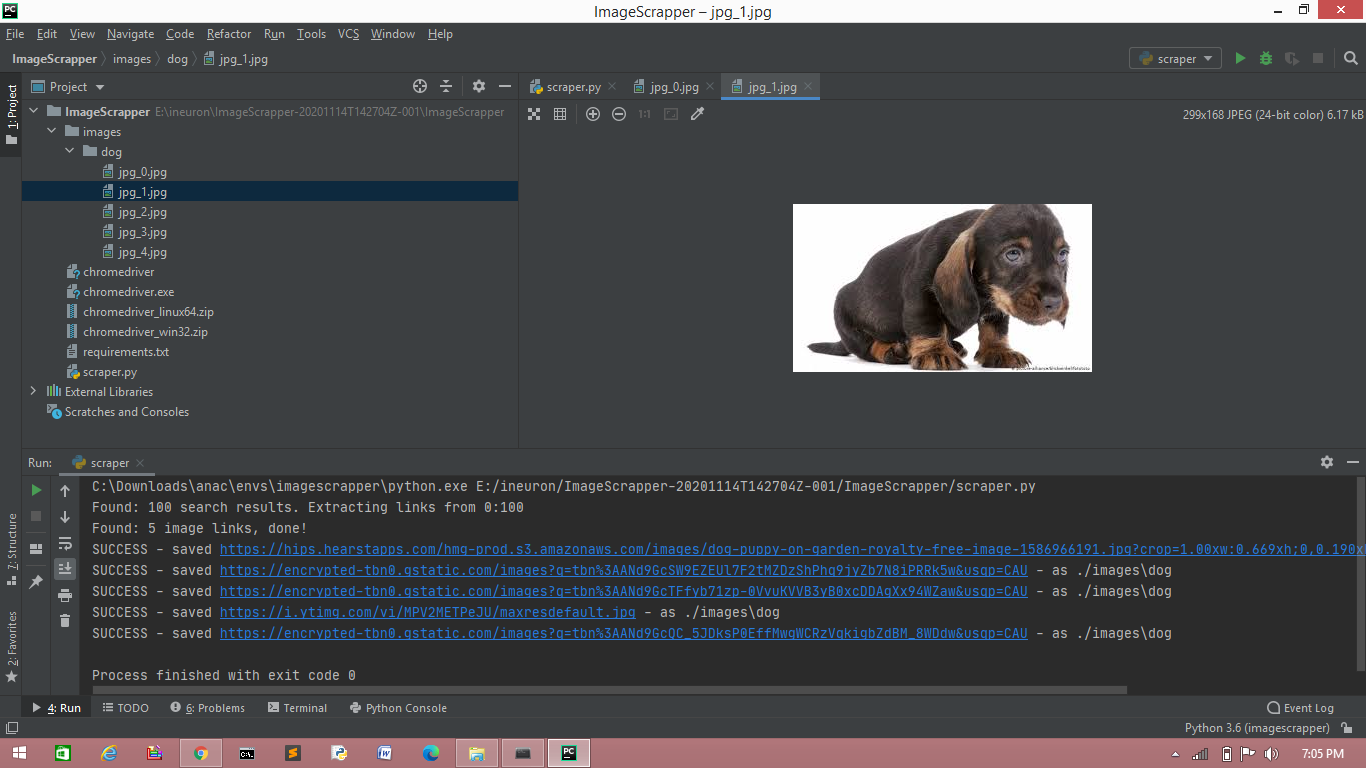 ImageScrapper – jpg_1.jpg
File Edit View Navigate Code Refactor Run Tools VCS Window Help
ImageScrapper images dog jpg_1.jpg scraper
1: Project
Project
scraper.py jpg_0.jpg jpg_1.jpg
ImageScrapper E:\ineuron\ImageScrapper-20201114T142704Z-001\ImageScrapper
1:1 299x168 JPEG (24-bit color) 6.17 kB
images
dog
jpg_0.jpg
jpg_1.jpg
jpg_2.jpg
jpg_3.jpg
jpg_4.jpg
chromedriver
chromedriver.exe
chromedriver_linux64.zip
chromedriver_win32.zip
requirements.txt
scraper.py
External Libraries
Scratches and Consoles
Run: scraper
C:\Downloads\anac\envs\imagescrapper\python.exe E:/ineuron/ImageScrapper-20201114T142704Z-001/ImageScrapper/scraper.py
Found: 100 search results. Extracting links from 0:100
Found: 5 image links, done!
SUCCESS - saved https://hips.hearstapps.com/hmg-prod.s3.amazonaws.com/images/dog-puppy-on-garden-royalty-free-image-1586966191.jpg?crop=1.00xw:0.669xh;0,0.190x
SUCCESS - saved https://encrypted-tbn0.gstatic.com/images?q=tbn%3AANd9GcSW9EZEUl7F2tMZDzShPhq9jyZb7N8iPRRk5w&usqp=CAU - as ./images\dog
SUCCESS - saved https://encrypted-tbn0.gstatic.com/images?q=tbn%3AANd9GcTFfyb71zp-0VvuKVVB3yB0xcDDAgXx94WZaw&usqp=CAU - as ./images\dog
SUCCESS - saved https://i.ytimg.com/vi/MPV2METPeJU/maxresdefault.jpg - as ./images\dog
SUCCESS - saved https://encrypted-tbn0.gstatic.com/images?q=tbn%3AANd9GcQC_5JDksP0EffMwgWCRzVqkigbZdBM_8WDdw&usqp=CAU - as ./images\dog
Process finished with exit code 0
7: Structure
2: Favorites
4: Run TODO 6: Problems Terminal Python Console Event Log
Python 3.6 (imagescrapper)
7:05 PM